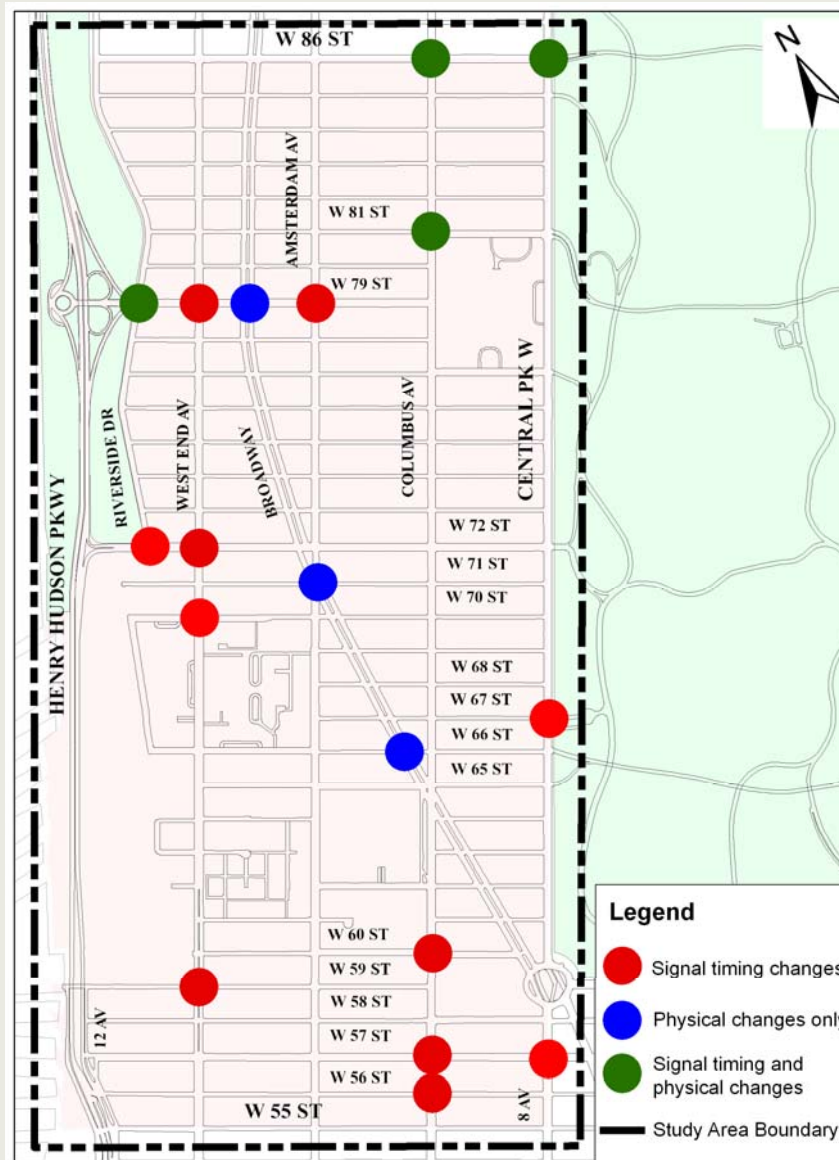 W 86 ST
N
AMSTERDAM AV
W 81 ST
W 79 ST
RIVERSIDE DR
WEST END AV
BROADWAY
COLUMBUS AV
CENTRAL PK W
HENRY HUDSON PKWY
W 72 ST
W 71 ST
W 70 ST
W 68 ST
W 67 ST
W 66 ST
W 65 ST
W 60 ST
W 59 ST
W 58 ST
W 57 ST
W 56 ST
W 55 ST
12 AV
8 AV
Legend
Signal timing changes
Physical changes only
Signal timing and
physical changes
Study Area Boundary